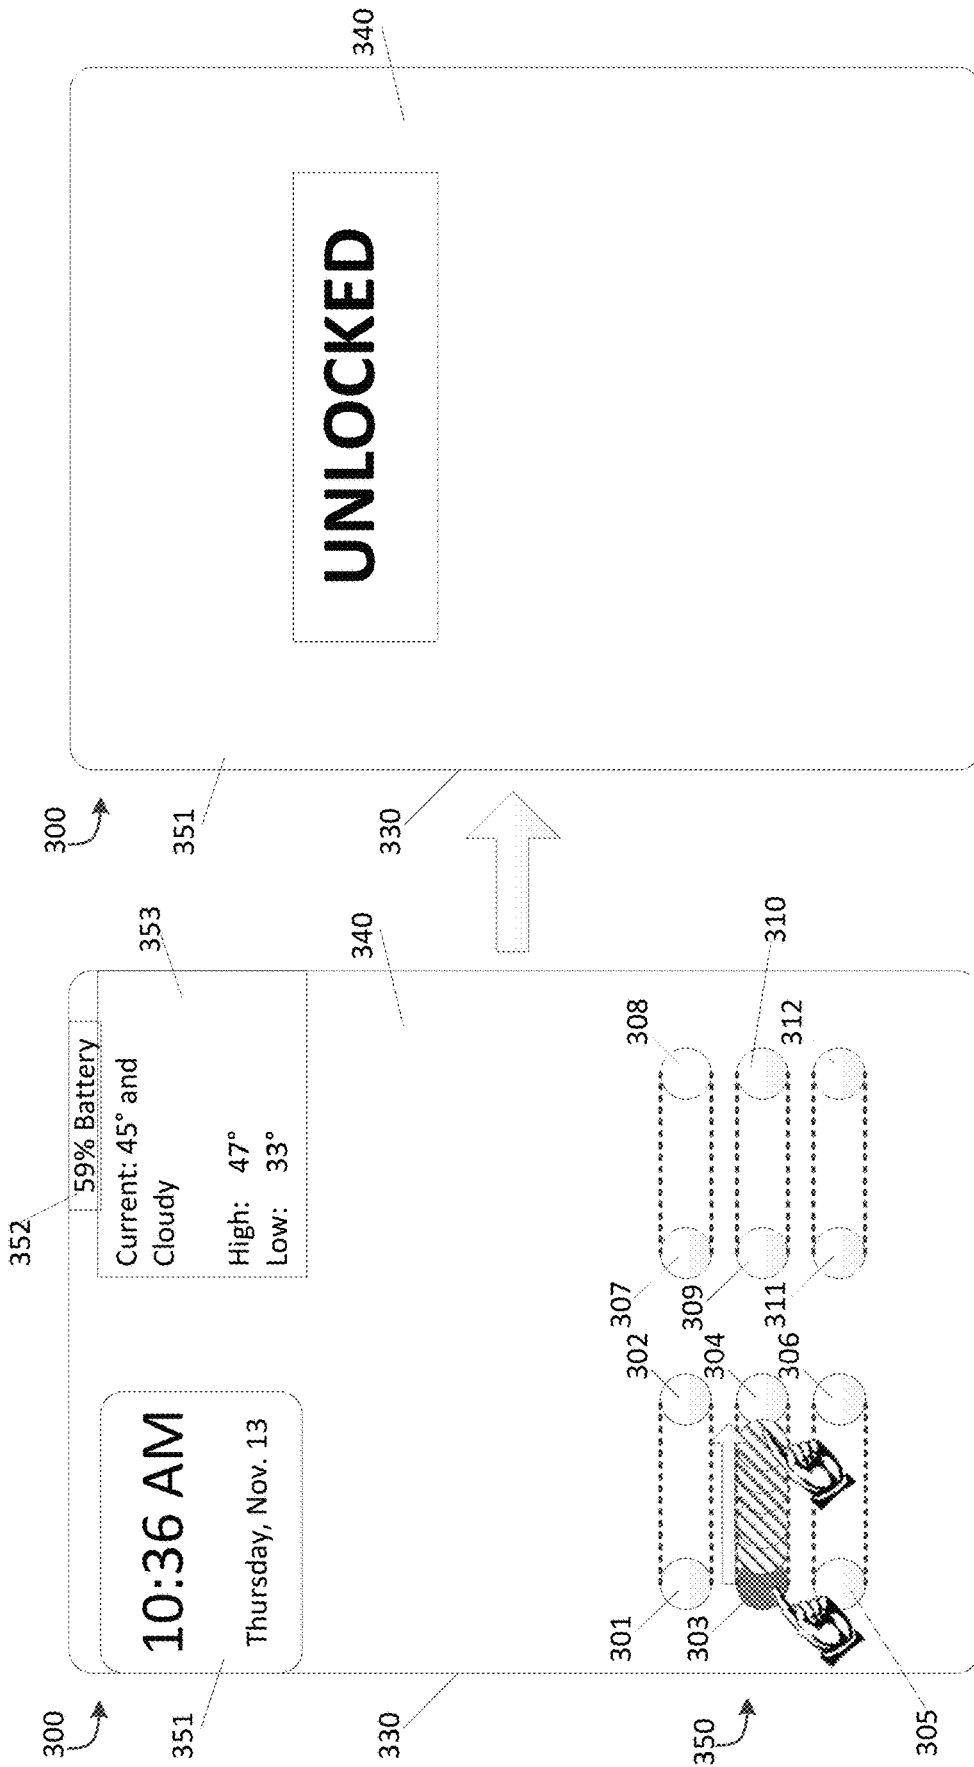 300
351
10:36 AM
Thursday, Nov. 13
330
352
59% Battery
Current: 45° and
Cloudy
High: 47°
Low: 33°
353
340
301
302
303
304
305
306
307
308
309
310
311
312
350
300
351
330
UNLOCKED
340